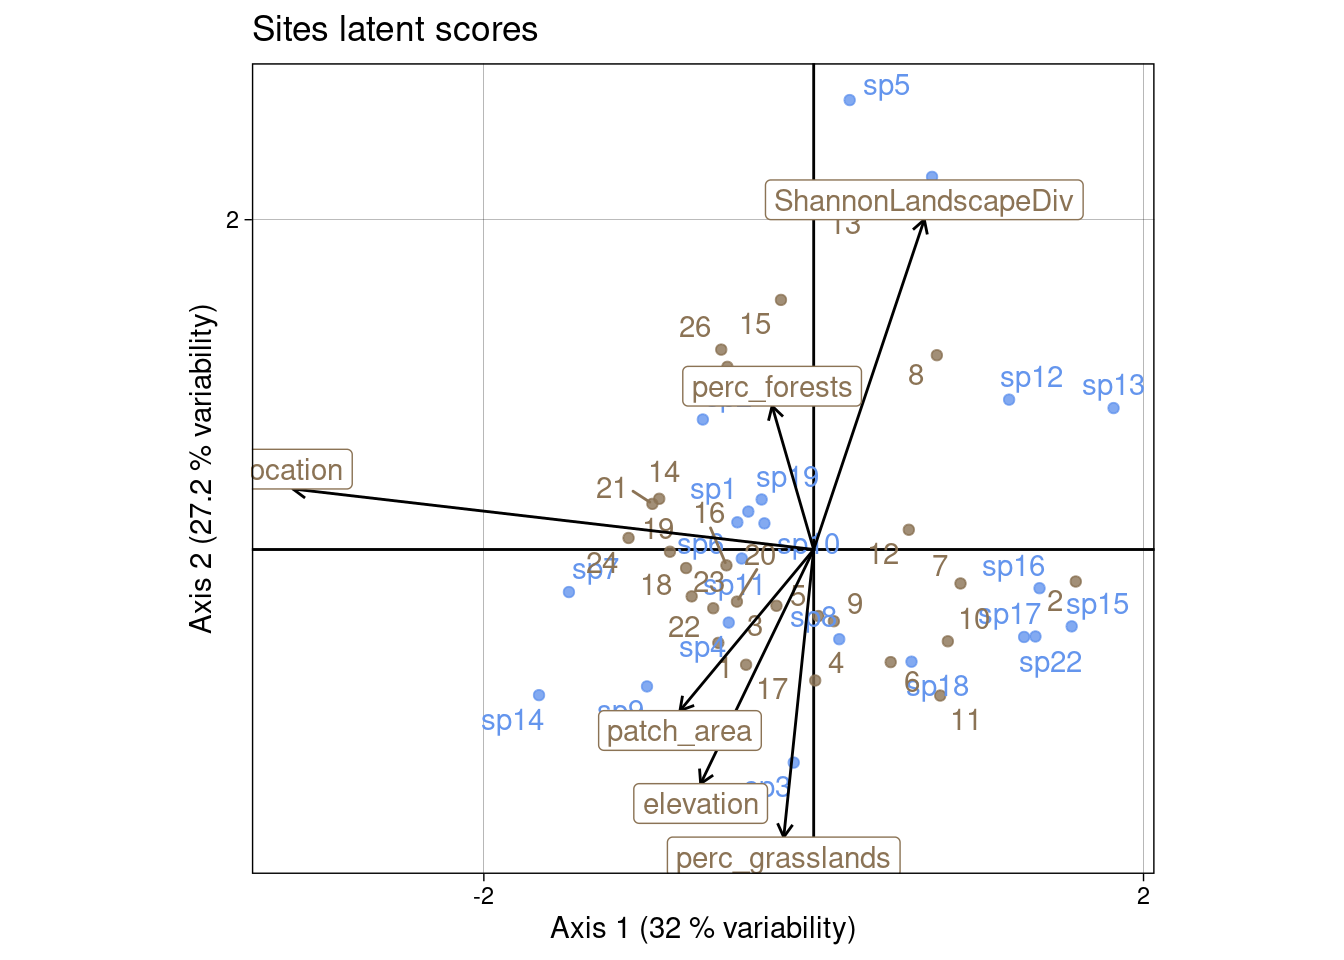 Sites latent scores
sp5
ShannonLandscapeDiv
2
13
26
15
8
sp12
sp13
perc_forests
ocation
14
21
sp19
sp1
16
19
sp6
sp10
20
12
24
sp7
7
sp16
18
23
sp11
5
9
2
sp15
10
sp17
sp8
22
3
sp4
1
4
sp22
17
6
sp18
sp9
sp14
11
patch_area
sp3
elevation
perc_grasslands
-2
2
Axis 1 (32 % variability)
Axis 2 (27.2 % variability)